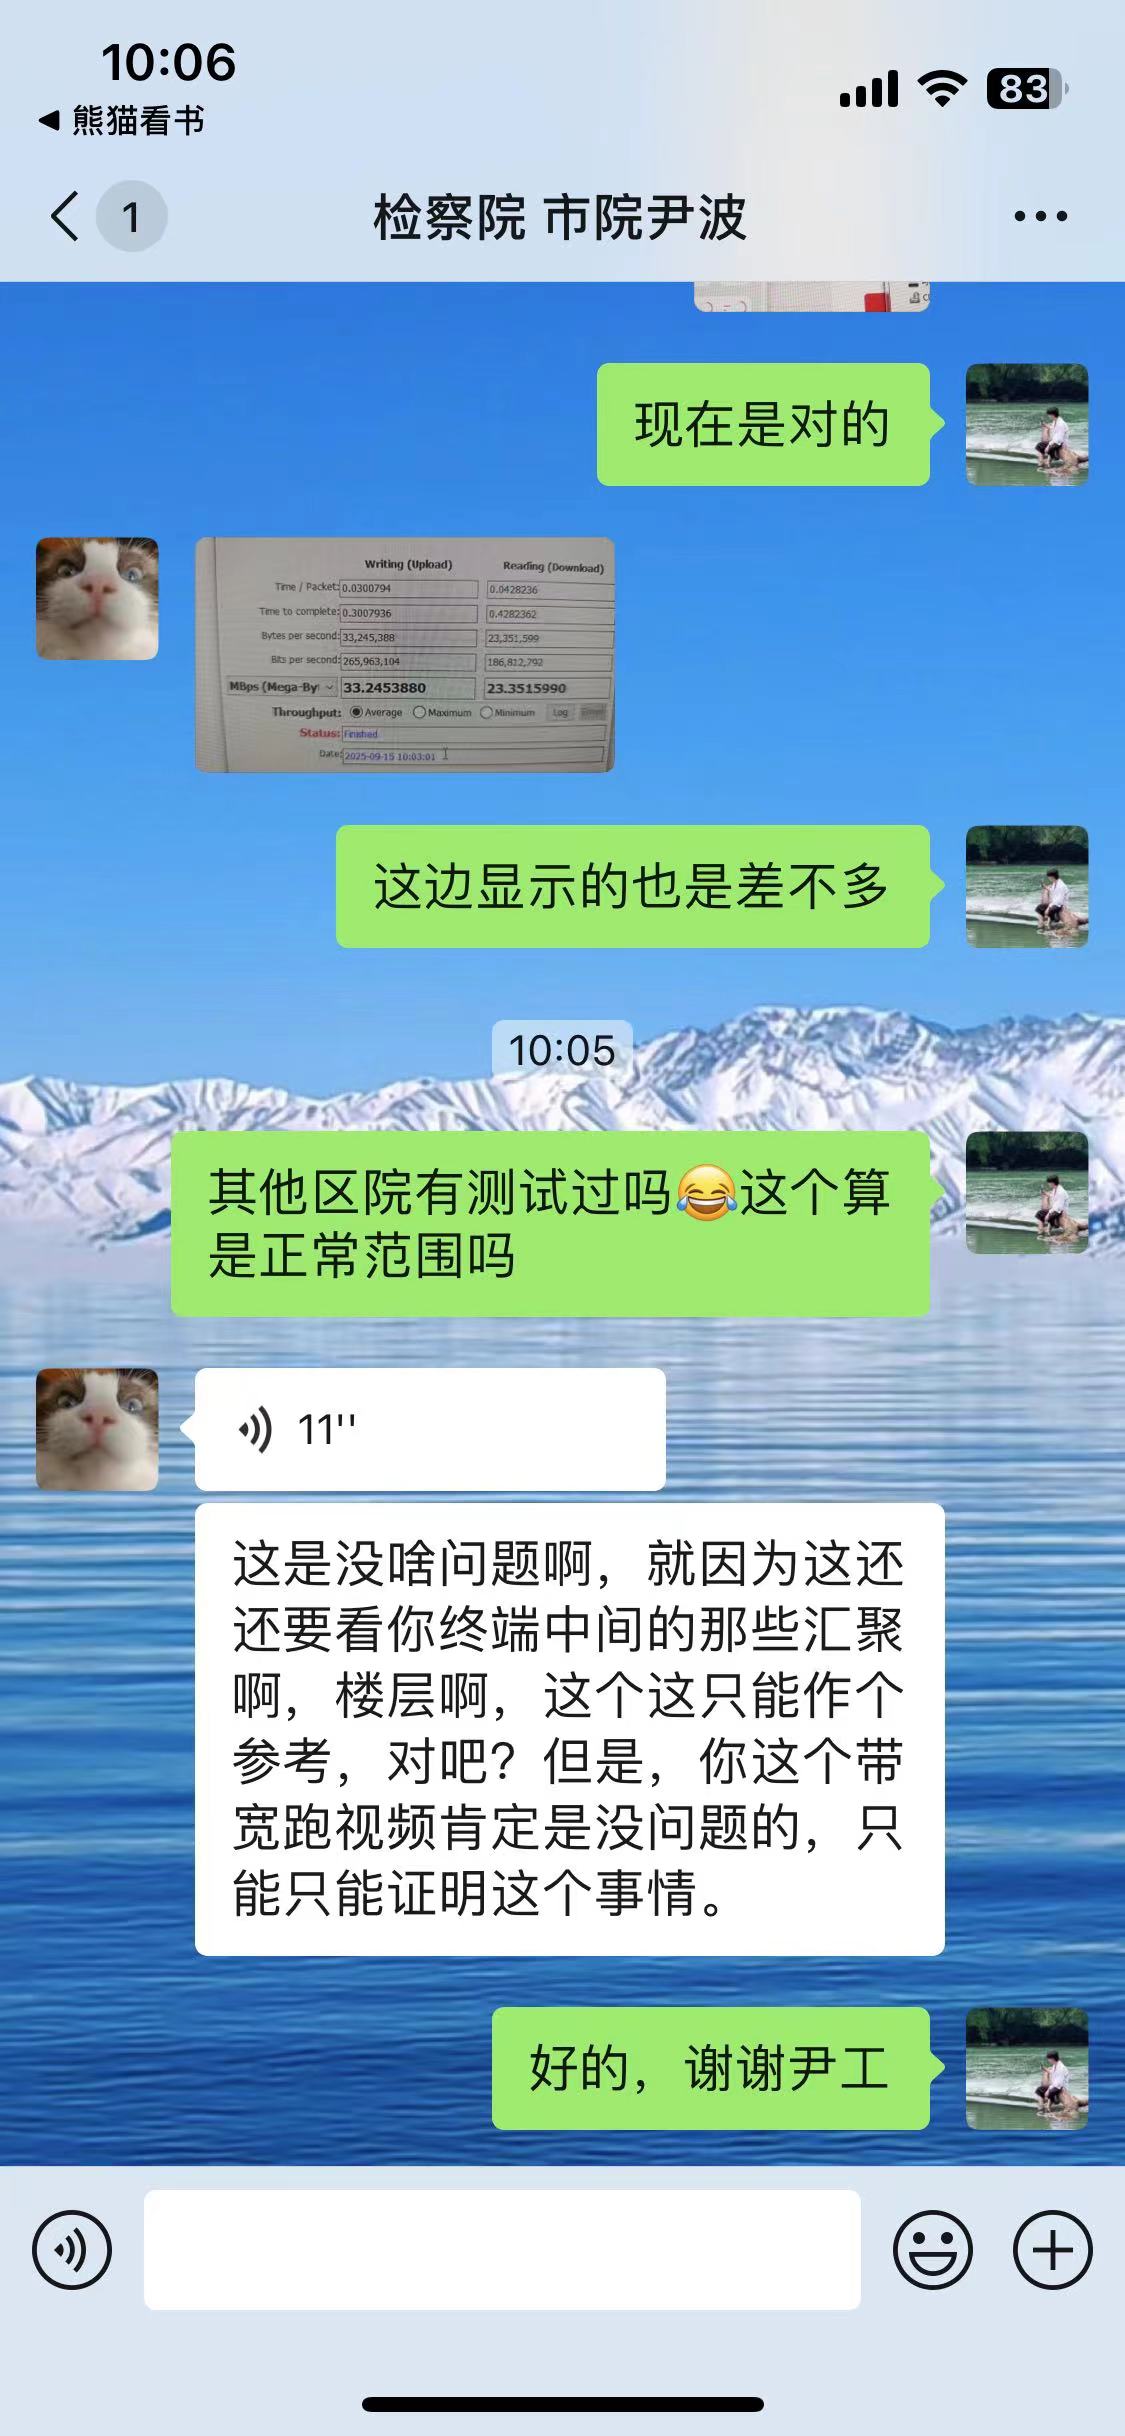 10:06
83
熊猫看书
1
检察院 市院尹波
现在是对的
Writing (Upload) Reading (Download)
Time / Packet: 0.0300794 0.0428236
Time to complete: 0.3007936 0.4282362
Bytes per second: 33,245,388 23,351,599
Bits per second: 265,963,104 186,812,792
MBps (Mega-By 33.2453880 23.3515990
Throughput: Average Maximum Minimum Log
Status: Finished
Date: 2025-09-15 10:03:01
这边显示的也是差不多
10:05
其他区院有测试过吗😂这个算
是正常范围吗
11''
这是没啥问题啊，就因为这还
还要看你终端中间的那些汇聚
啊，楼层啊，这个这只能作个
参考，对吧？但是，你这个带
宽跑视频肯定是没问题的，只
能只能证明这个事情。
好的，谢谢尹工